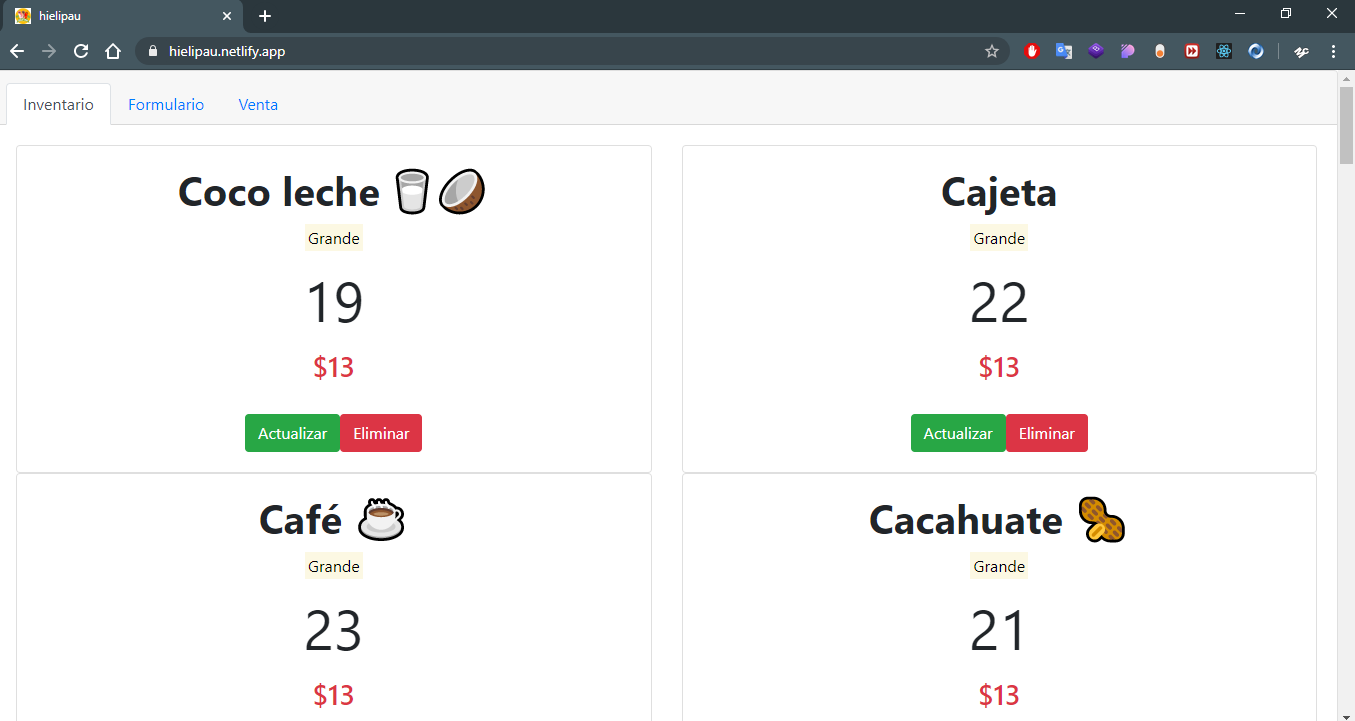 hielipau
hielipau.netlify.app
Inventario Formulario Venta
Coco leche
Grande
19
$13
Actualizar Eliminar
Cajeta
Grande
22
$13
Actualizar Eliminar
Café
Grande
23
$13
Cacahuate
Grande
21
$13